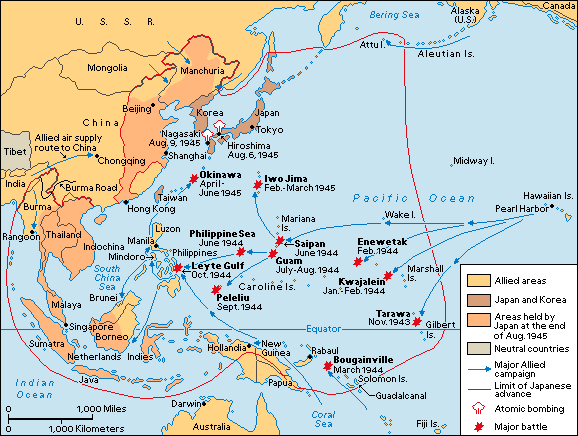 Bering Sea
Alaska
(U.S.)
Canada
U. S. S. R.
Attu I.
Aleutian Is.
Mongolia
Manchuria
Beijing
Korea
Japan
China
Nagasaki
Aug. 9, 1945
Tokyo
Hiroshima
Aug. 6, 1945
Allied air supply
route to China
Tibet
Shanghai
Chongqing
Midway I.
India
Burma Road
Okinawa
April-
June 1945
Iwo Jima
Feb.-March 1945
Taiwan
Pacific Ocean
Hawaiian Is.
Pearl Harbor
Burma
Hong Kong
Mariana
Is.
Wake I.
Rangoon
Thailand
Luzon
Philippine Sea
June 1944
Saipan
June 1944
Enewetak
Feb. 1944
Indochina
Manila
Mindoro
Philippines
Guam
July-Aug. 1944
Marshall
Is.
South
China
Sea
Leyte Gulf
Oct. 1944
Kwajalein
Jan.-Feb. 1944
Caroline Is.
Peleliu
Sept. 1944
Brunei
Malaya
Tarawa
Nov. 1943
Gilbert
Is.
Singapore
Borneo
Equator
Sumatra
Netherlands Indies
Hollandia
New
Guinea
Rabaul
Bougainville
March 1944
Java
Papua
Solomon Is.
Guadalcanal
Indian
Ocean
Darwin
Coral
Sea
Australia
Fiji Is.
0 1,000 Miles
0 1,000 Kilometers
Allied areas
Japan and Korea
Areas held by
Japan at the end
of Aug. 1945
Neutral countries
Major Allied
campaign
Limit of Japanese
advance
Atomic bombing
Major battle